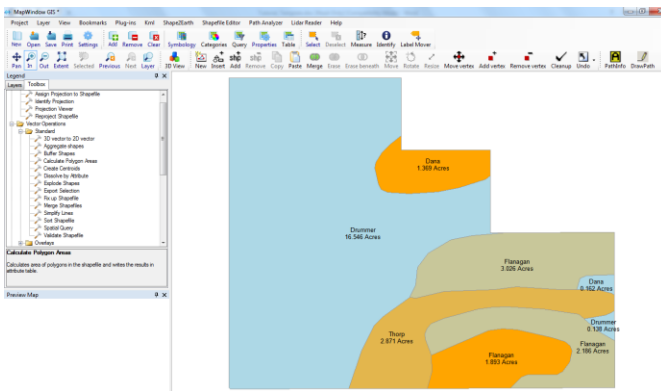 MapWindow GIS *
Project Layer View Bookmarks Plug-ins Kml Shape2Earth Shapefile Editor Path Analyzer Lidar Reader Help
New Open Save Print Settings Add Remove Clear Symbology Categories Query Properties Table Select Deselect Measure Identify Label Mover
Pan In Out Extent Selected Previous Next Layer 3D View New Insert Add Remove Copy Paste Merge Erase Erase beneath Move Rotate Resize Move vertex Add vertex Remove vertex Cleanup Undo PathInfo DrawPath
Legend
Layers Toolbox
Assign Projection to Shapefile
Identify Projection
Projection Viewer
Reproject Shapefile
Vector Operations
Standard
3D vector to 2D vector
Aggregate shapes
Buffer Shapes
Calculate Polygon Areas
Create Centroids
Dissolve by Attribute
Explode Shapes
Export Selection
Fix up Shapefile
Merge Shapefiles
Simplify Lines
Sort Shapefile
Spatial Query
Validate Shapefile
Overlays
Calculate Polygon Areas
Calculates area of polygons in the shapefile and writes the results in
attribute table.
Preview Map
Dana
1.369 Acres
Drummer
16.546 Acres
Flanagan
3.026 Acres
Dana
0.162 Acres
Drummer
0.138 Acres
Thorp
2.871 Acres
Flanagan
2.186 Acres
Flanagan
1.893 Acres